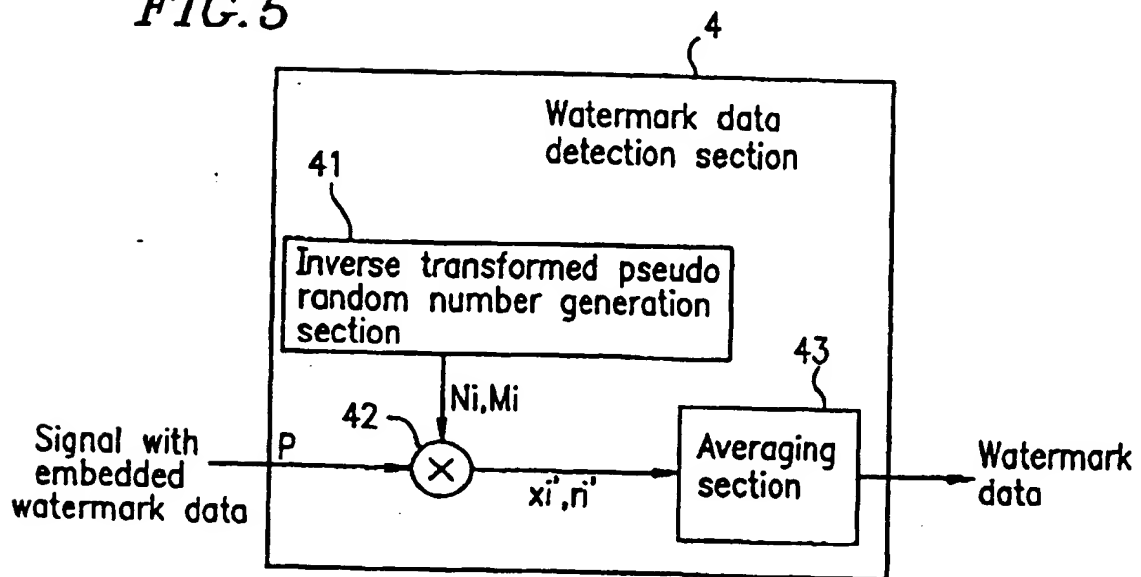 FIG. 5
4
Watermark data
detection section
41
Inverse transformed pseudo
random number generation
section
43
Ni,Mi
42
Signal with
embedded
watermark data
P
×
xi',ri'
Averaging
section
Watermark
data